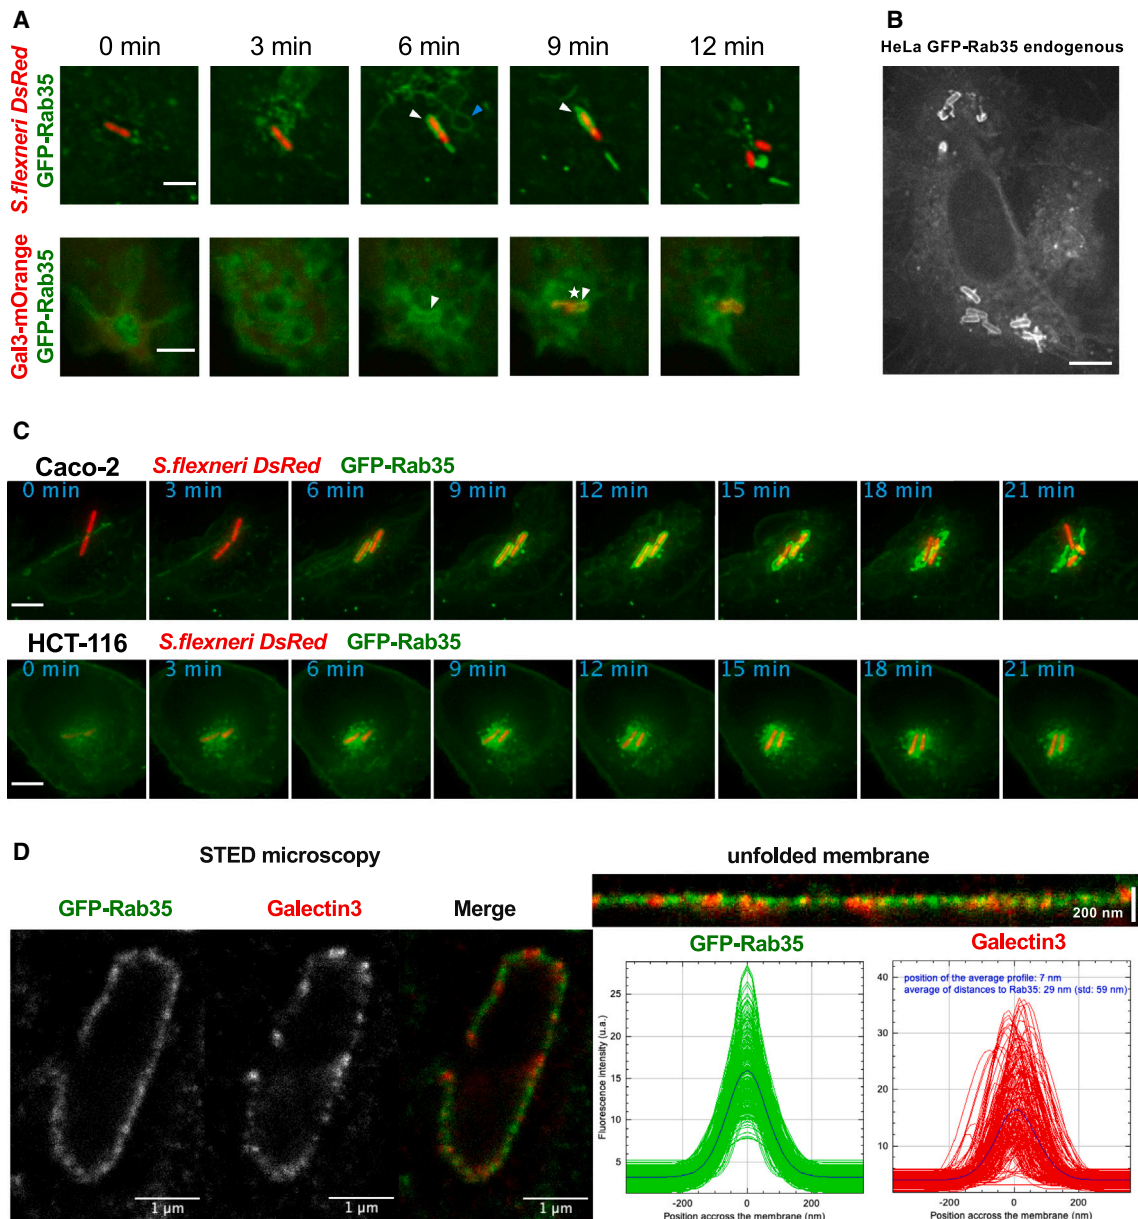 A
0 min 3 min 6 min 9 min 12 min
S.flexneri DsRed
GFP-Rab35
Gal3-mOrange
GFP-Rab35
B
HeLa GFP-Rab35 endogenous
C
Caco-2 S.flexneri DsRed GFP-Rab35
0 min 3 min 6 min 9 min 12 min 15 min 18 min 21 min
HCT-116 S.flexneri DsRed GFP-Rab35
0 min 3 min 6 min 9 min 12 min 15 min 18 min 21 min
D
STED microscopy
GFP-Rab35 Galectin3 Merge
1 µm 1 µm 1 µm
unfolded membrane
200 nm
GFP-Rab35
Fluorescence intensity (u.a.)
25
20
15
10
5
-200 0 200
Position accross the membrane (nm)
Galectin3
position of the average profile: 7 nm
average of distances to Rab35: 29 nm (std: 59 nm)
40
30
20
10
-200 0 200
Position accross the membrane (nm)